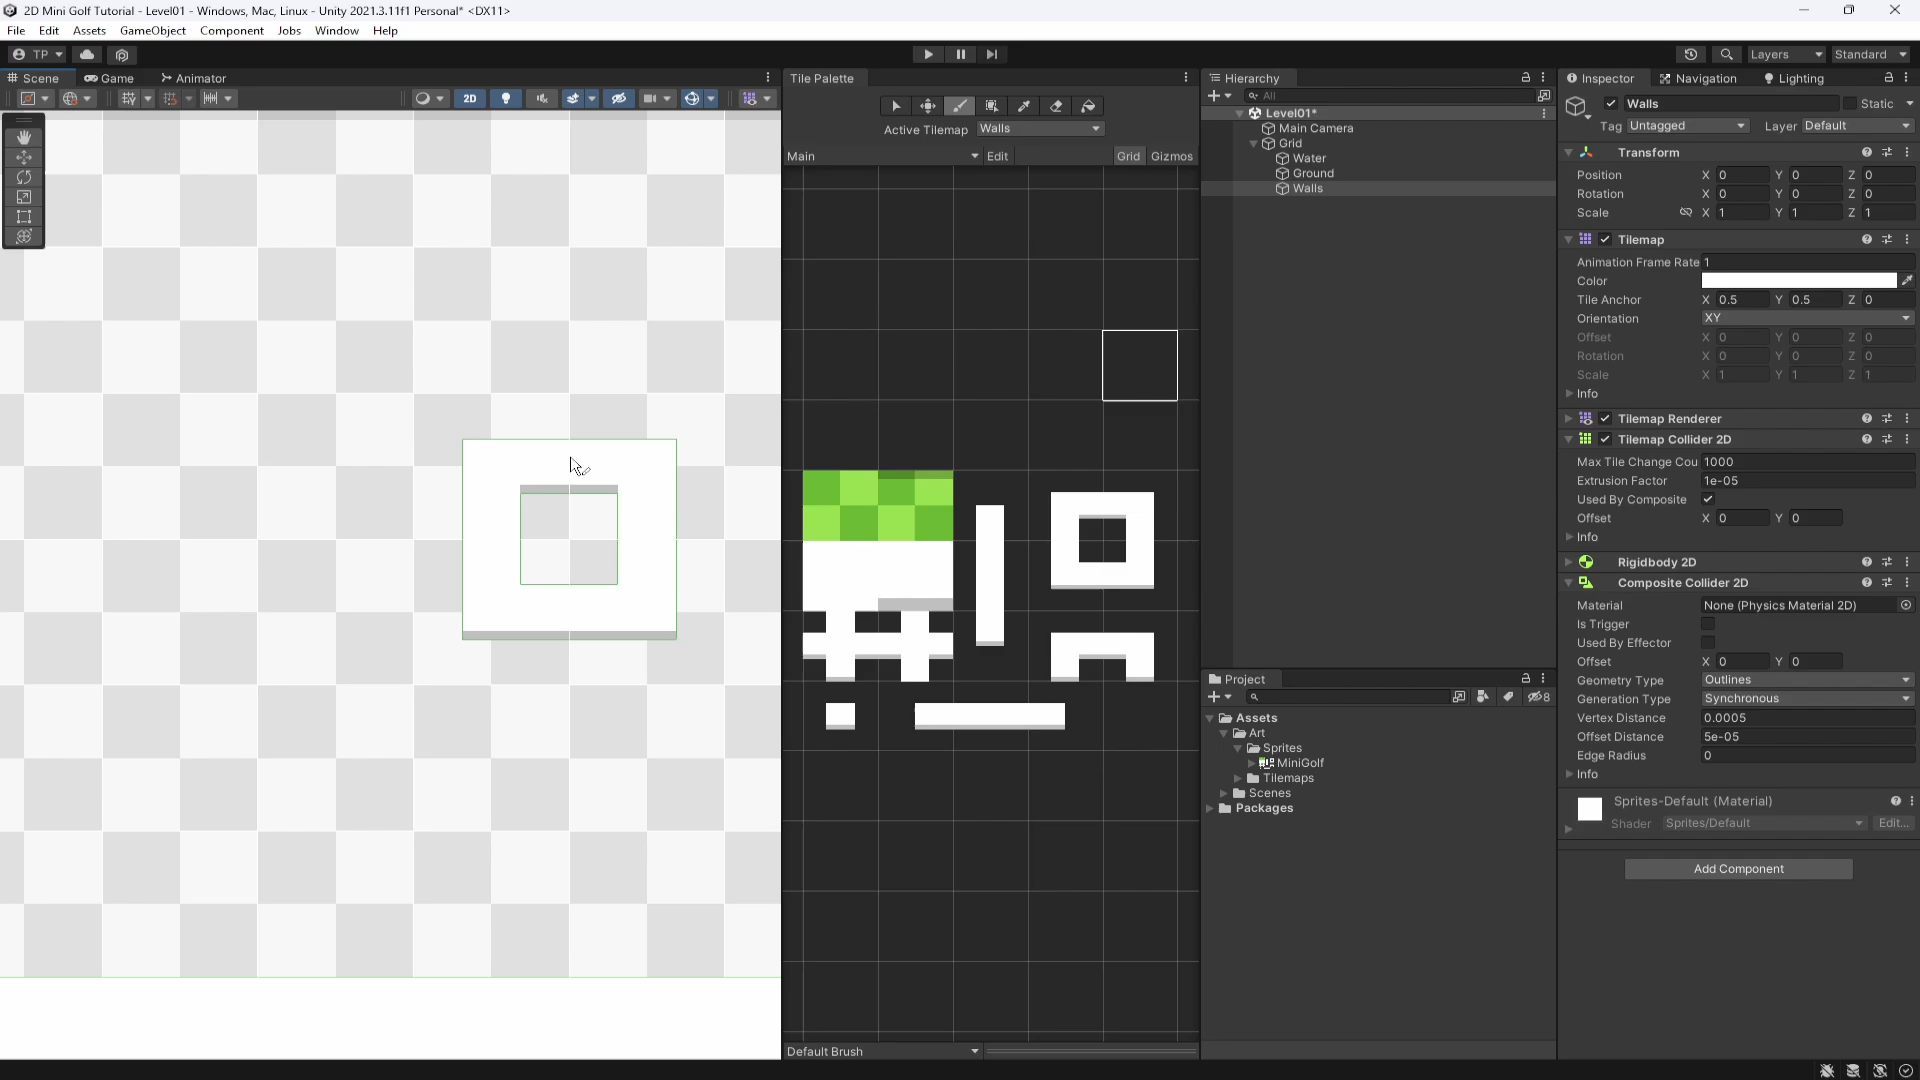 2D Mini Golf Tutorial - Level01 - Windows, Mac, Linux - Unity 2021.3.11f1 Personal* <DX11>
File Edit Assets GameObject Component Jobs Window Help
TP Layers Standard
Scene Game Animator
2D
Tile Palette
Active Tilemap Walls
Main Edit Grid Gizmos
Default Brush
Hierarchy
All
Level01*
Main Camera
Grid
Water
Ground
Walls
Project
8
Assets
Art
Sprites
MiniGolf
Tilemaps
Scenes
Packages
Inspector Navigation Lighting
Walls Static
Tag Untagged Layer Default
Transform
Position X 0 Y 0 Z 0
Rotation X 0 Y 0 Z 0
Scale X 1 Y 1 Z 1
Tilemap
Animation Frame Rate 1
Color
Tile Anchor X 0.5 Y 0.5 Z 0
Orientation XY
Offset X 0 Y 0 Z 0
Rotation X 0 Y 0 Z 0
Scale X 1 Y 1 Z 1
Info
Tilemap Renderer
Tilemap Collider 2D
Max Tile Change Cou 1000
Extrusion Factor 1e-05
Used By Composite
Offset X 0 Y 0
Info
Rigidbody 2D
Composite Collider 2D
Material None (Physics Material 2D)
Is Trigger
Used By Effector
Offset X 0 Y 0
Geometry Type Outlines
Generation Type Synchronous
Vertex Distance 0.0005
Offset Distance 5e-05
Edge Radius 0
Info
Sprites-Default (Material)
Shader Sprites/Default Edit...
Add Component